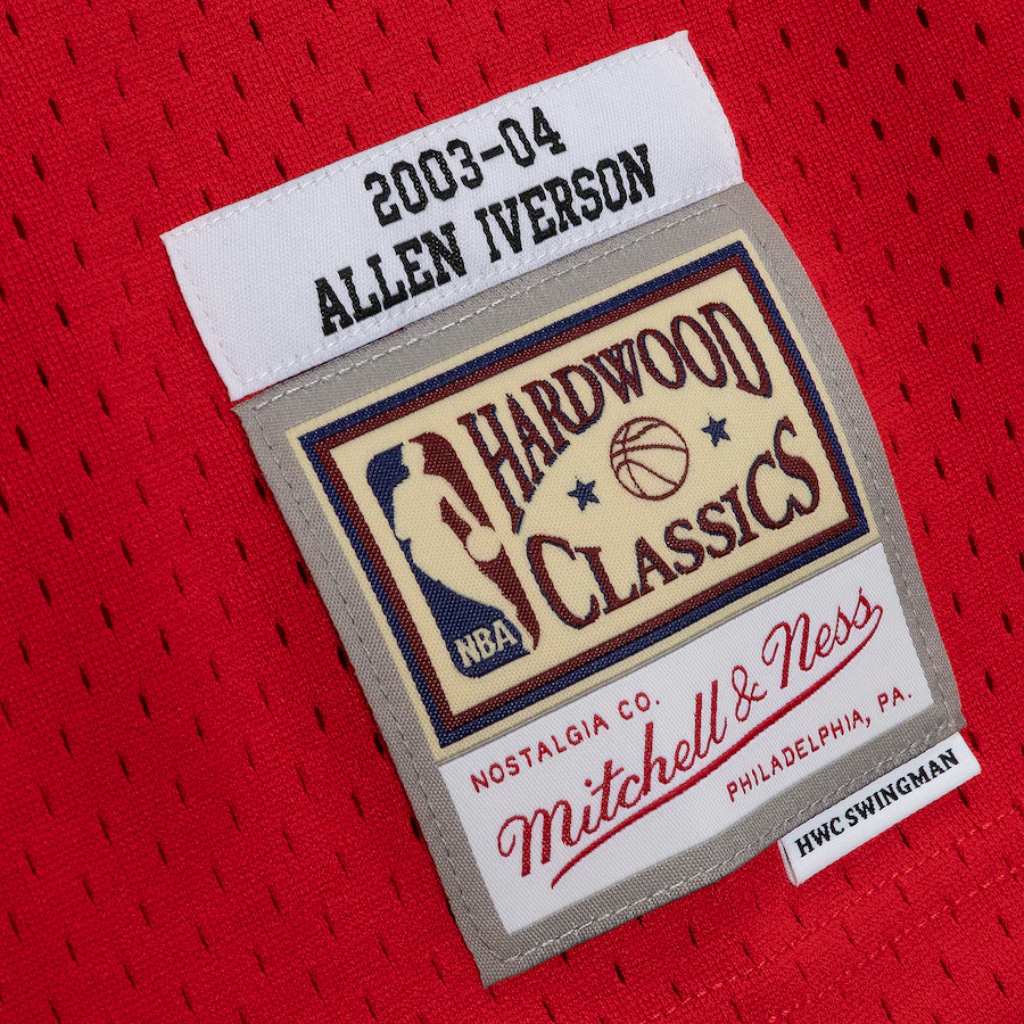 2003-04
ALLEN IVERSON
HARDWOOD
CLASSICS
NBA
NOSTALGIA CO.
Mitchell & Ness
PHILADELPHIA, PA.
HWC SWINGMAN